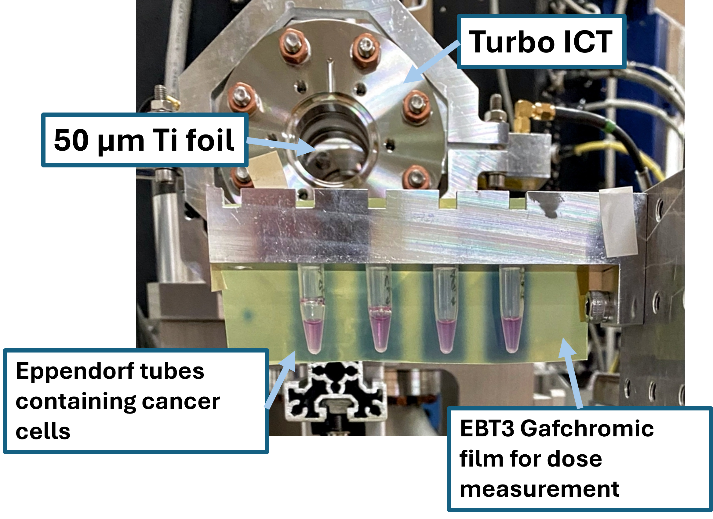 Turbo ICT
50 µm Ti foil
Eppendorf tubes
containing cancer
cells
EBT3 Gafchromic
film for dose
measurement